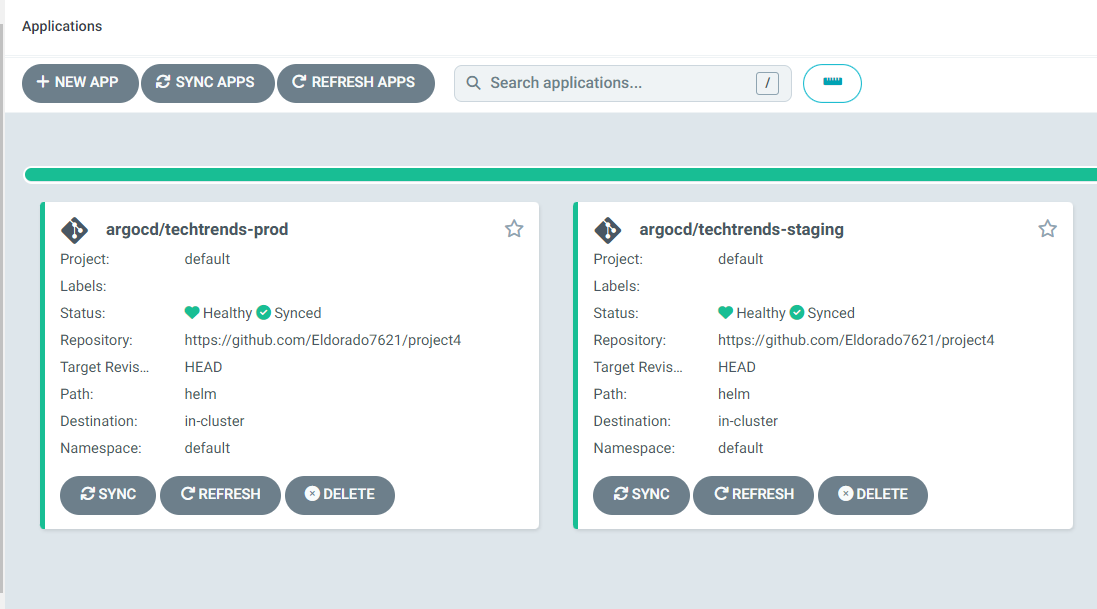 Applications
NEW APP SYNC APPS REFRESH APPS Search applications... /
argocd/techtrends-prod
Project: default
Labels:
Status: Healthy Synced
Repository: https://github.com/Eldorado7621/project4
Target Revis... HEAD
Path: helm
Destination: in-cluster
Namespace: default
SYNC REFRESH DELETE
argocd/techtrends-staging
Project: default
Labels:
Status: Healthy Synced
Repository: https://github.com/Eldorado7621/project4
Target Revis... HEAD
Path: helm
Destination: in-cluster
Namespace: default
SYNC REFRESH DELETE